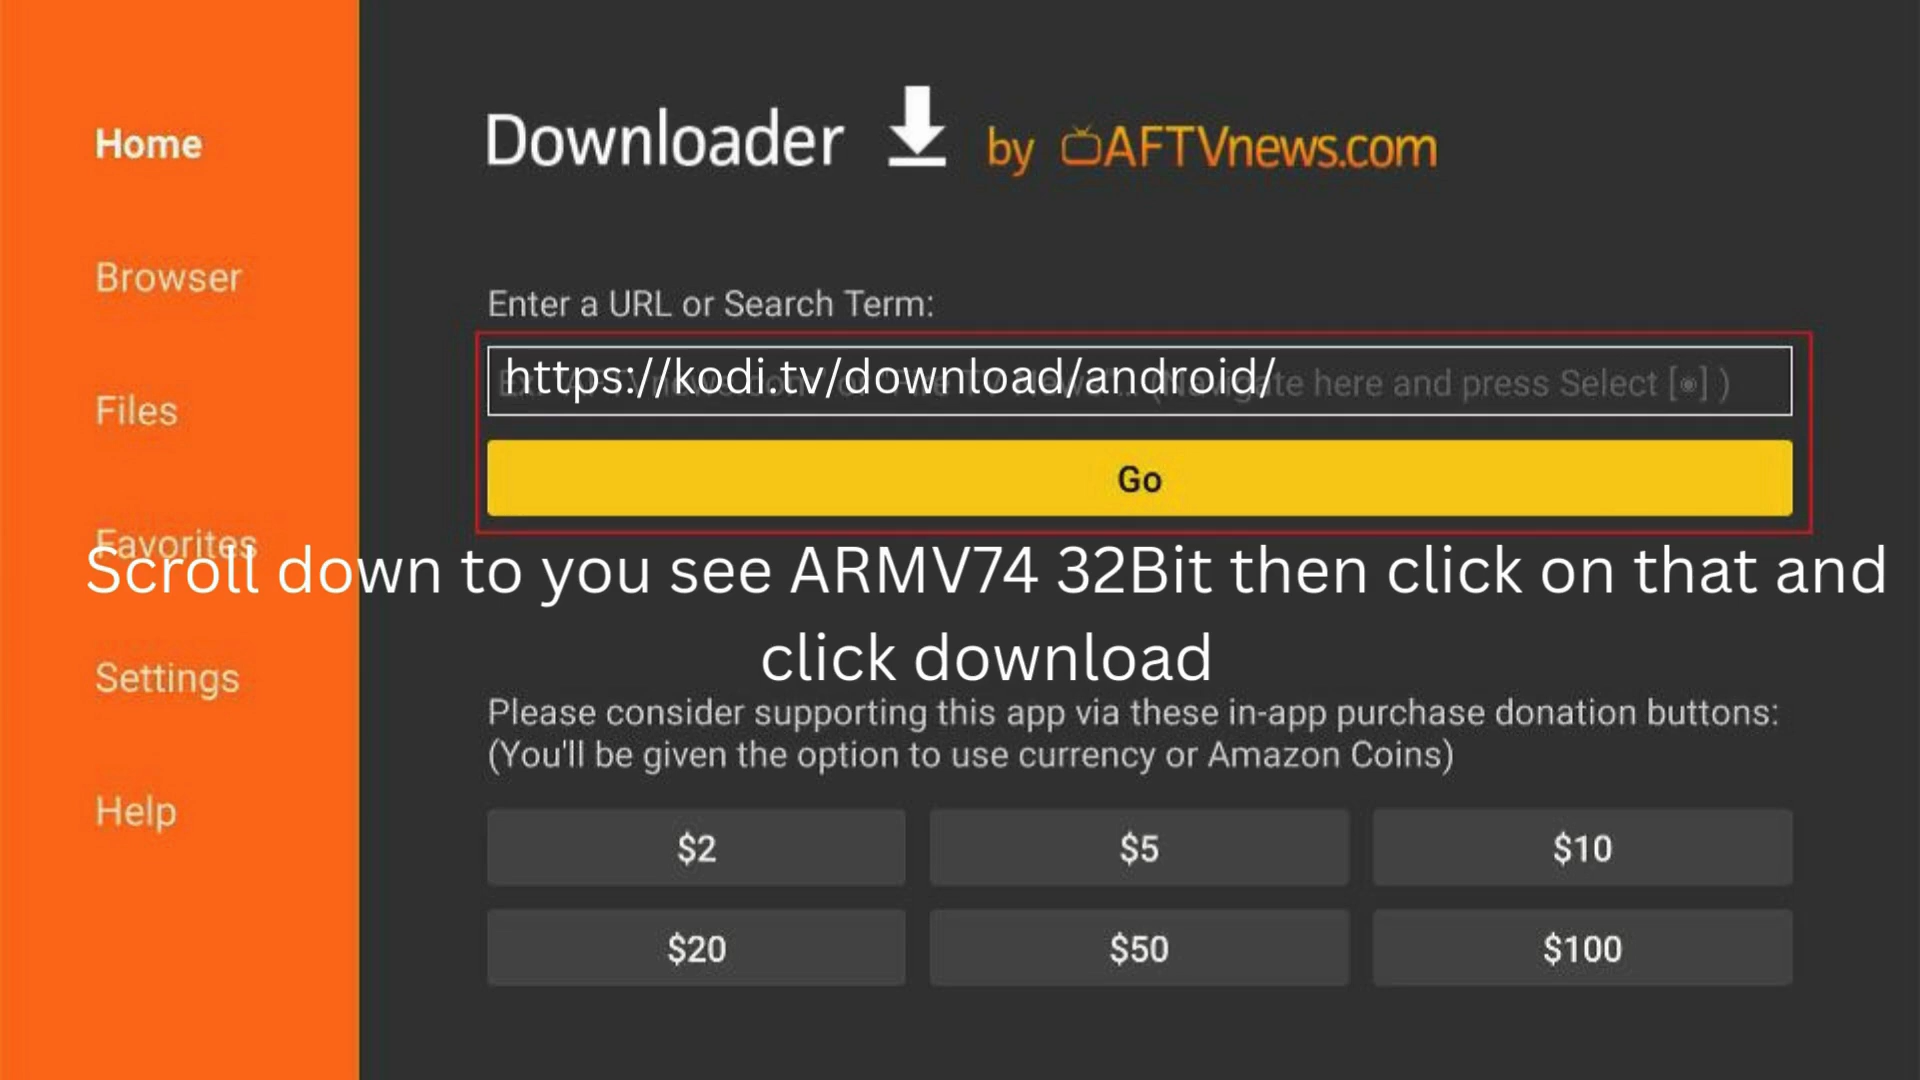 Home
Browser
Files
Favorites
Settings
Help
Downloader by AFTVnews.com
Enter a URL or Search Term:
https://kodi.tv/download/android/
here and press Select [◉] )
Go
Scroll down to you see ARMV74 32Bit then click on that and
click download
Please consider supporting this app via these in-app purchase donation buttons:
(You'll be given the option to use currency or Amazon Coins)
$2 $5 $10
$20 $50 $100